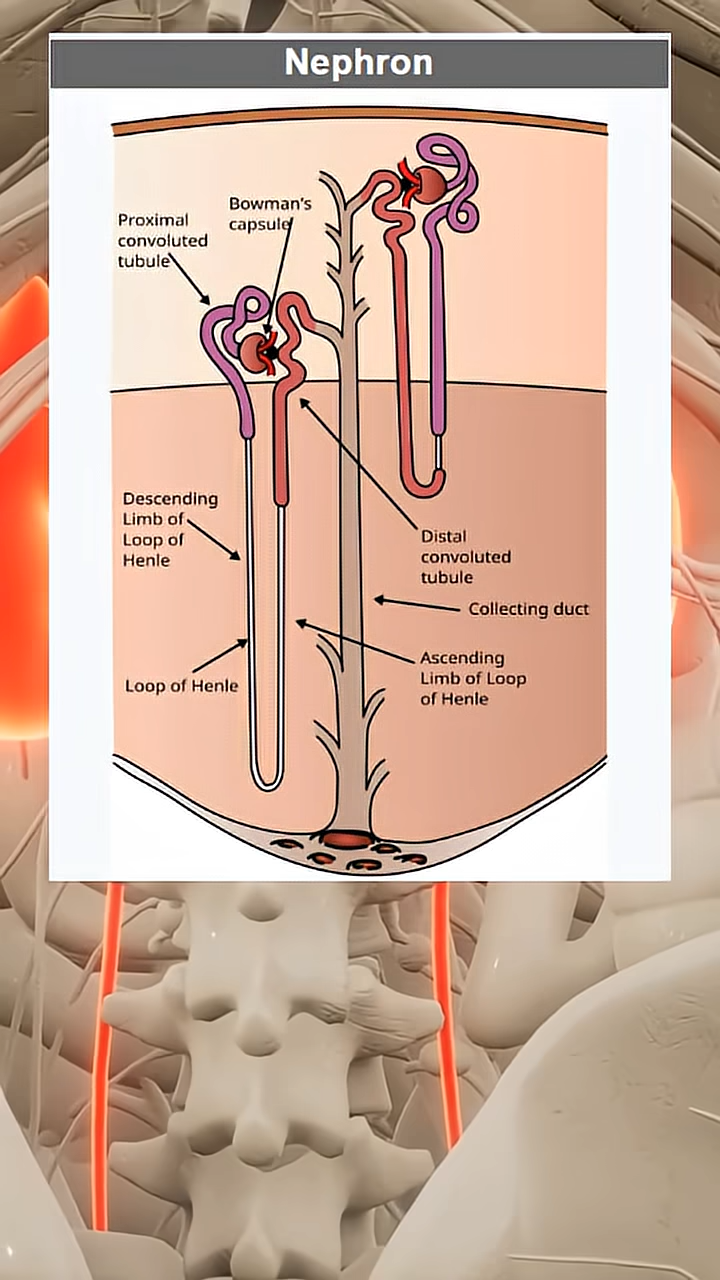 Nephron
Bowman's
capsule
Proximal
convoluted
tubule
Descending
Limb of
Loop of
Henle
Distal
convoluted
tubule
Collecting duct
Ascending
Limb of Loop
of Henle
Loop of Henle